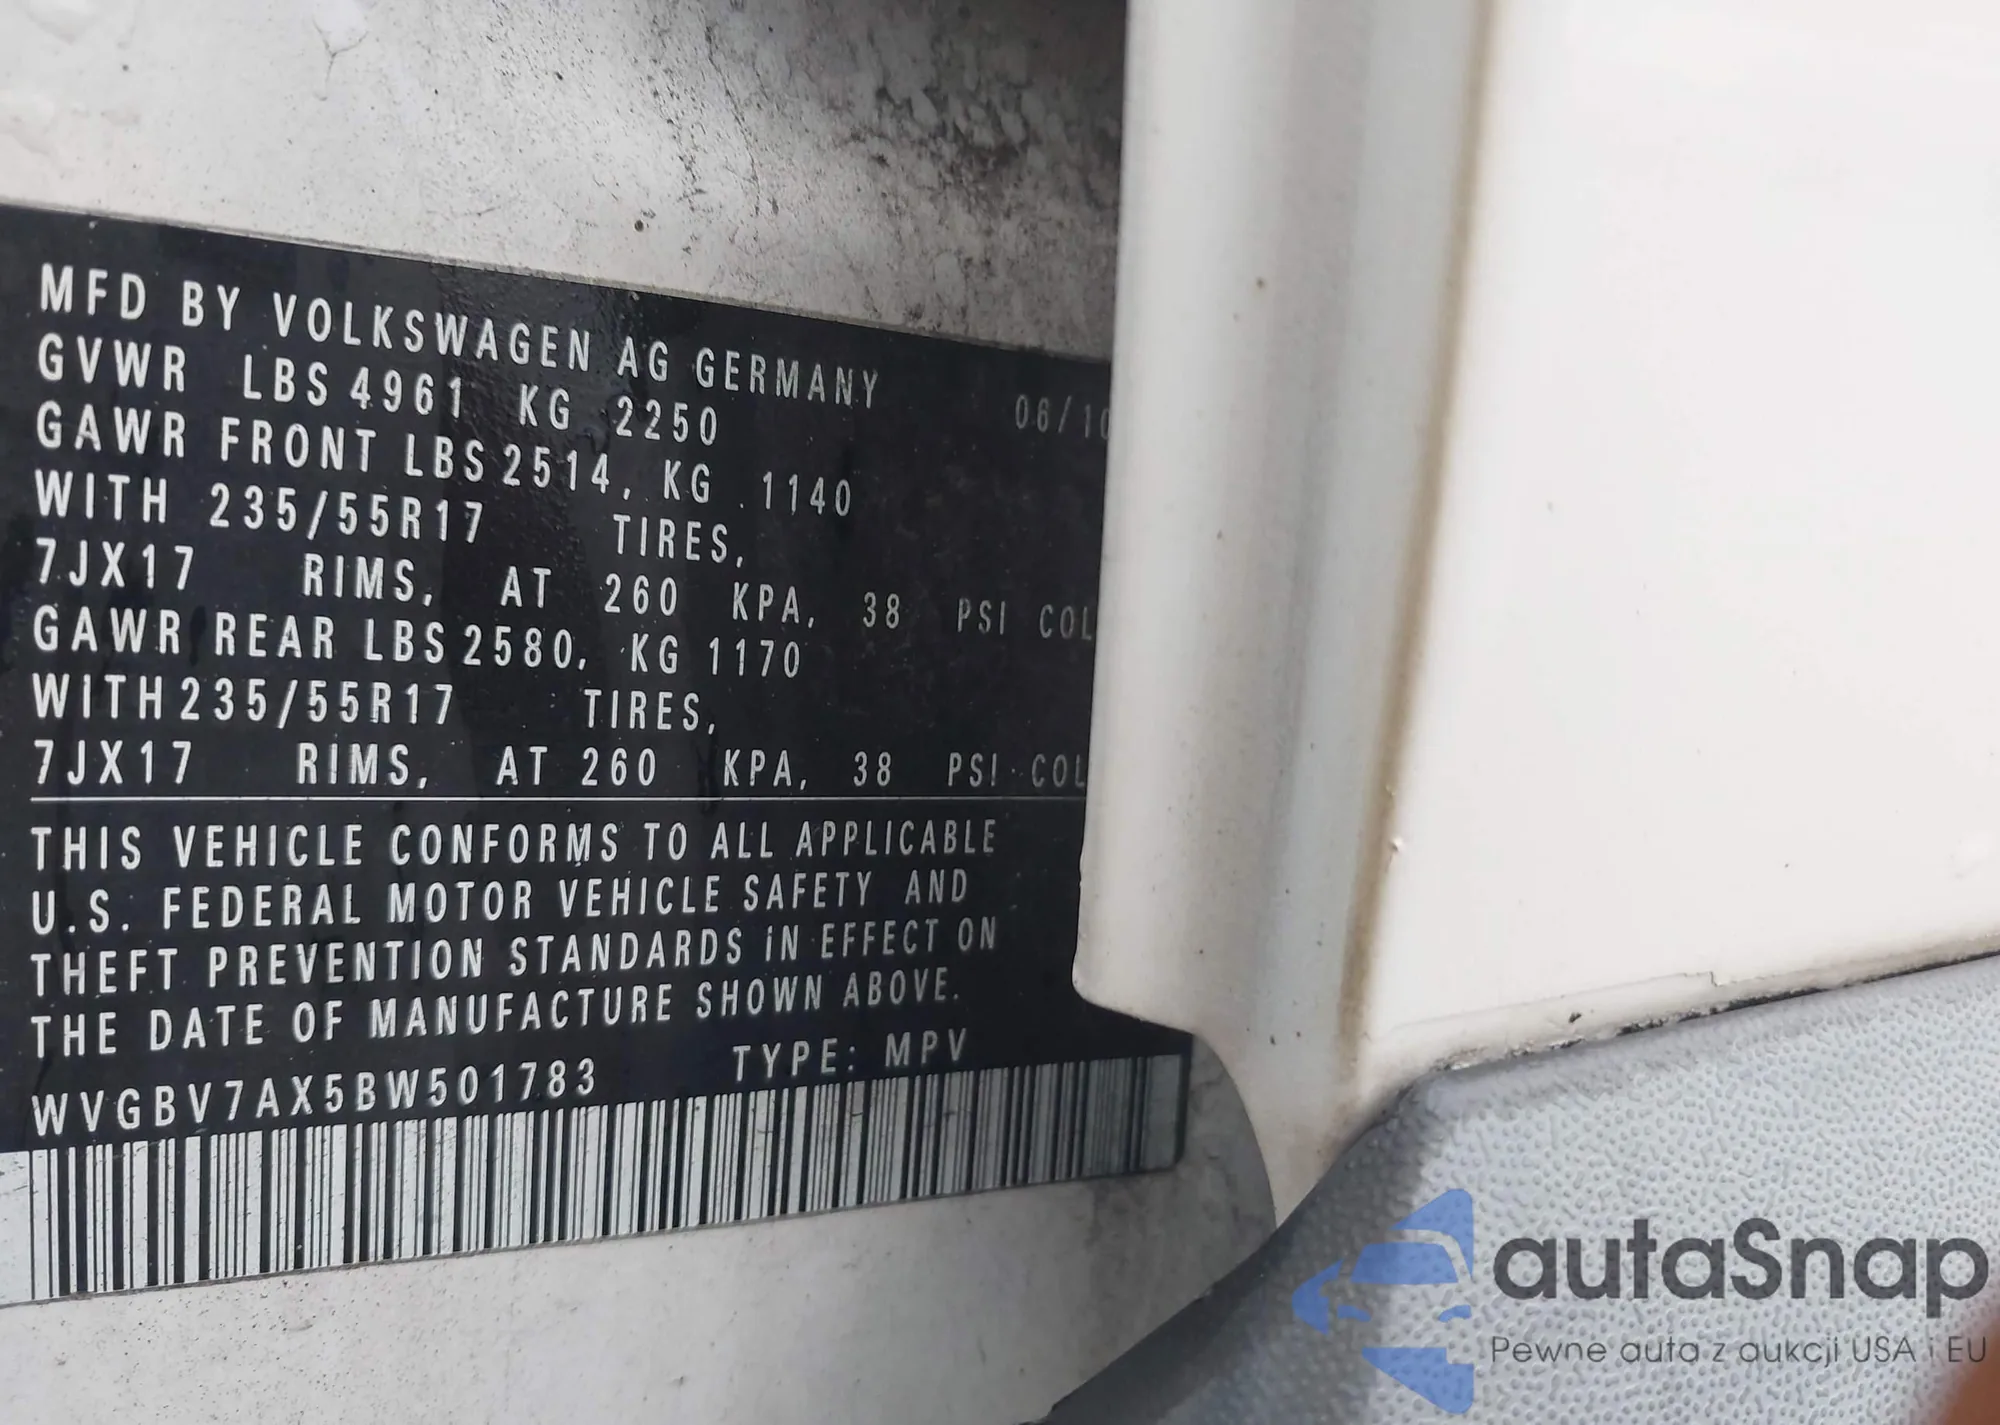 MFD BY VOLKSWAGEN AG GERMANY 06/10
GVWR LBS 4961 KG 2250
GAWR FRONT LBS 2514, KG 1140
WITH 235/55R17 TIRES,
7JX17 RIMS, AT 260 KPA, 38 PSI COL
GAWR REAR LBS 2580, KG 1170
WITH 235/55R17 TIRES,
7JX17 RIMS, AT 260 KPA, 38 PSI COL
THIS VEHICLE CONFORMS TO ALL APPLICABLE
U.S. FEDERAL MOTOR VEHICLE SAFETY AND
THEFT PREVENTION STANDARDS IN EFFECT ON
THE DATE OF MANUFACTURE SHOWN ABOVE.
WVGBV7AX5BW501783 TYPE: MPV
autaSnap
Pewne auta z aukcji USA i EU